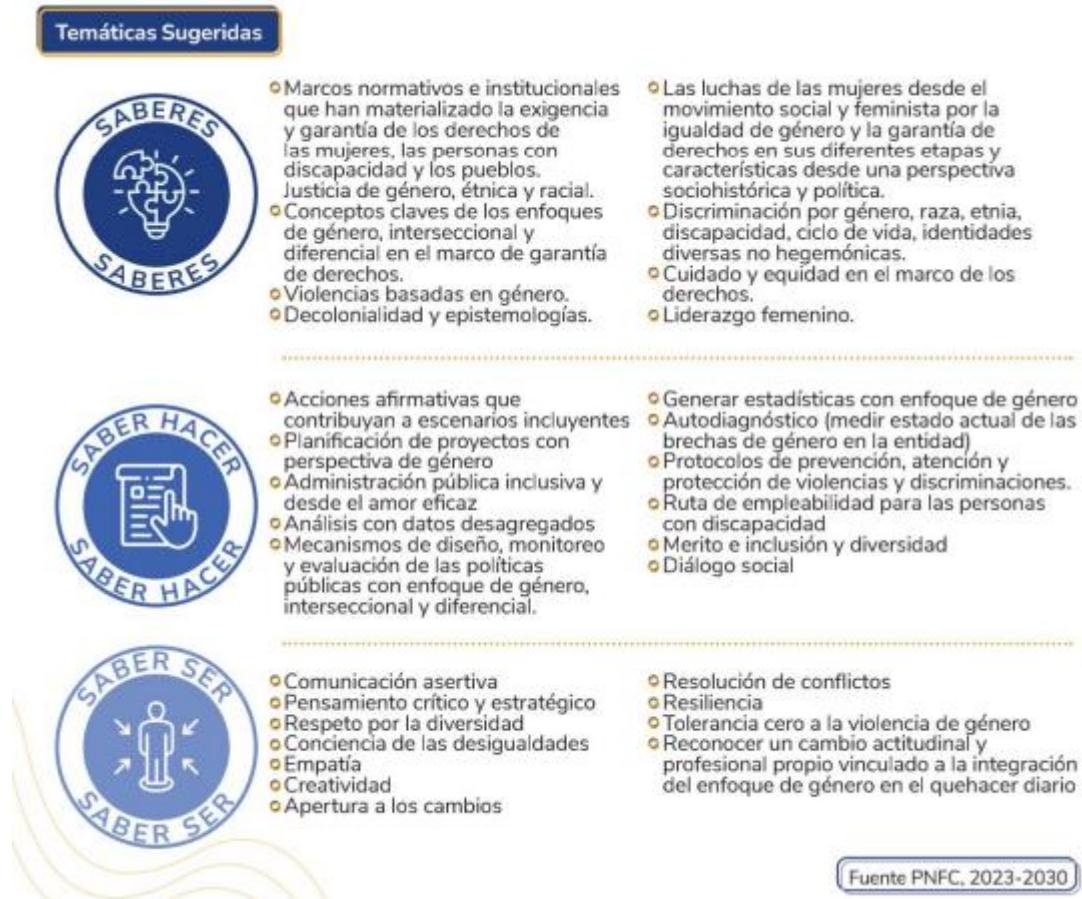 Temáticas Sugeridas
SABERES
SABERES
Marcos normativos e institucionales
que han materializado la exigencia
y garantía de los derechos de
las mujeres, las personas con
discapacidad y los pueblos.
Justicia de género, étnica y racial.
Conceptos claves de los enfoques
de género, interseccional y
diferencial en el marco de garantía
de derechos.
Violencias basadas en género.
Decolonialidad y epistemologías.
Las luchas de las mujeres desde el
movimiento social y feminista por la
igualdad de género y la garantía de
derechos en sus diferentes etapas y
características desde una perspectiva
sociohistórica y política.
Discriminación por género, raza, etnia,
discapacidad, ciclo de vida, identidades
diversas no hegemónicas.
Cuidado y equidad en el marco de los
derechos.
Liderazgo femenino.
SABER HACER
SABER HACER
Acciones afirmativas que
contribuyan a escenarios incluyentes
Planificación de proyectos con
perspectiva de género
Administración pública inclusiva y
desde el amor eficaz
Análisis con datos desagregados
Mecanismos de diseño, monitoreo
y evaluación de las políticas
públicas con enfoque de género,
interseccional y diferencial.
Generar estadísticas con enfoque de género
Autodiagnóstico (medir estado actual de las
brechas de género en la entidad)
Protocolos de prevención, atención y
protección de violencias y discriminaciones.
Ruta de empleabilidad para las personas
con discapacidad
Merito e inclusión y diversidad
Diálogo social
SABER SER
SABER SER
Comunicación asertiva
Pensamiento crítico y estratégico
Respeto por la diversidad
Conciencia de las desigualdades
Empatía
Creatividad
Apertura a los cambios
Resolución de conflictos
Resiliencia
Tolerancia cero a la violencia de género
Reconocer un cambio actitudinal y
profesional propio vinculado a la integración
del enfoque de género en el quehacer diario
Fuente PNFC, 2023-2030